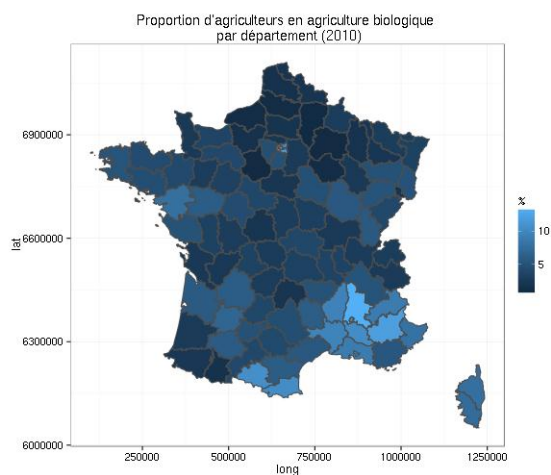 Proportion d'agriculteurs en agriculture biologique
par département (2010)
6900000
6600000
6300000
6000000
lat
250000 500000 750000 1000000 1250000
long
%
10
5